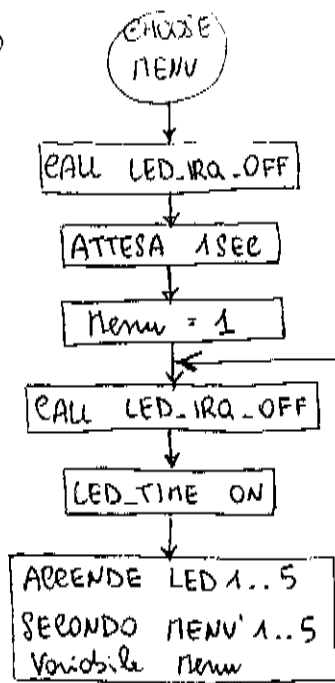 CHOOSE
MENU
CALL LED_IRQ_OFF
ATTESA 1SEC
Menu = 1
CALL LED_IRQ_OFF
LED_TIME ON
ACCENDE LED 1..5
SECONDO MENU' 1..5
Variabile Menu